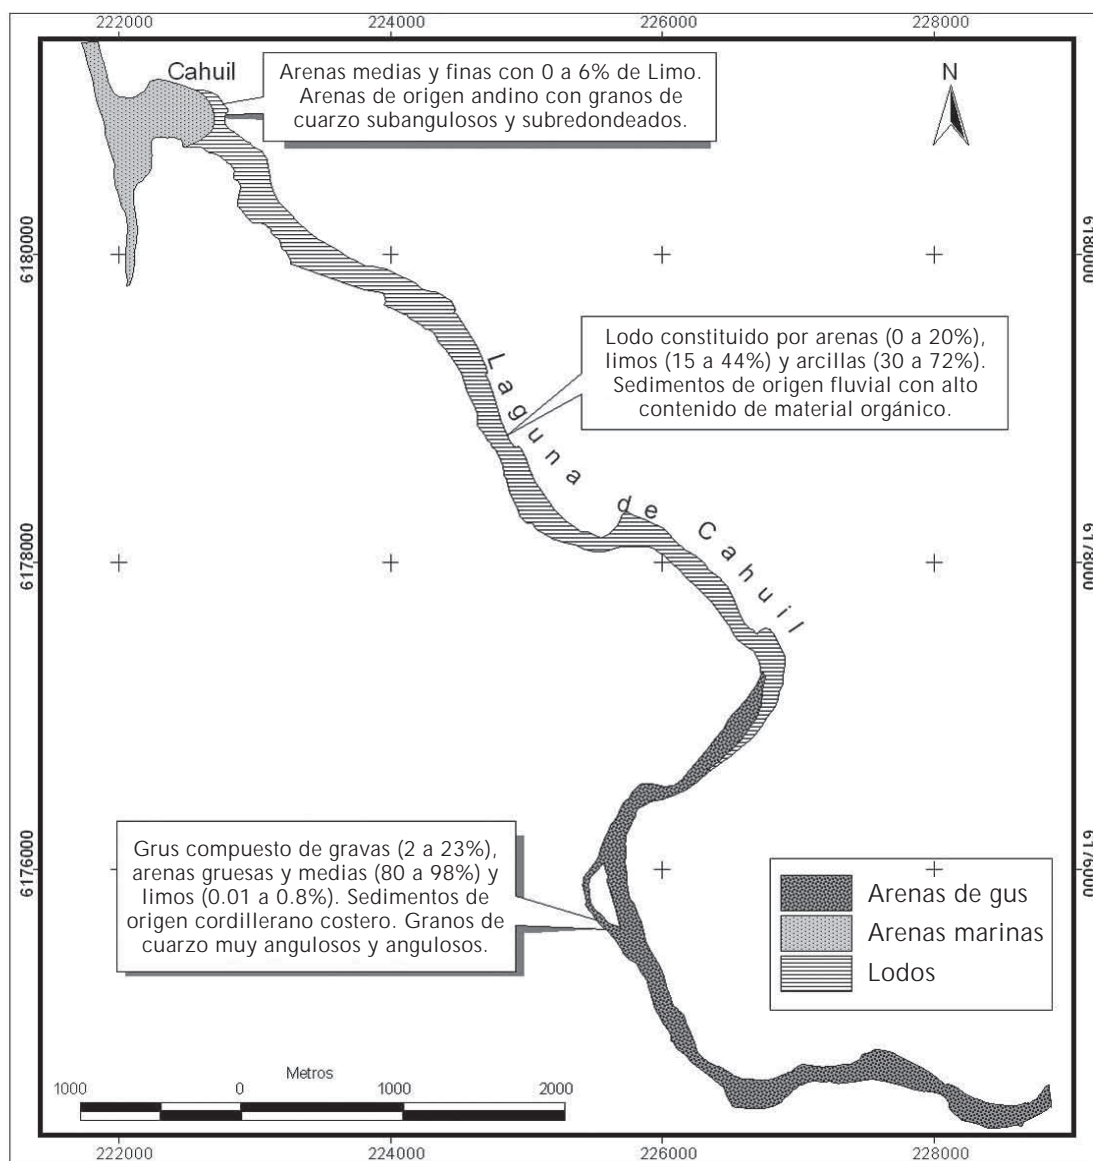 222000
224000
226000
228000
Cahuil
Arenas medias y finas con 0 a 6% de Limo.
Arenas de origen andino con granos de
cuarzo subangulosos y subredondeados.
N
6180000
6180000
Lodo constituido por arenas (0 a 20%),
limos (15 a 44%) y arcillas (30 a 72%).
Sedimentos de origen fluvial con alto
contenido de material orgánico.
Laguna de Cahuil
6178000
6178000
Grus compuesto de gravas (2 a 23%),
arenas gruesas y medias (80 a 98%) y
limos (0.01 a 0.8%). Sedimentos de
origen cordillerano costero. Granos de
cuarzo muy angulosos y angulosos.
6176000
6176000
Arenas de gus
Arenas marinas
Lodos
Metros
1000
0
1000
2000
222000
224000
226000
228000